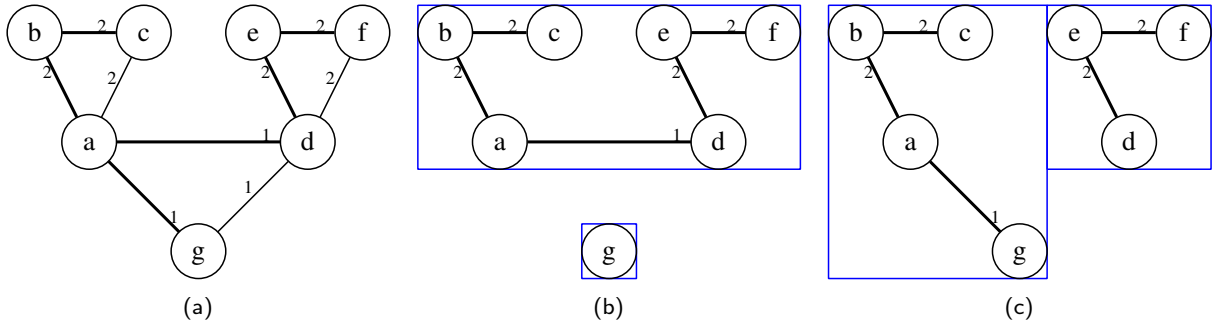 b 2 c e 2 f b 2 c e 2 f b 2 c e 2 f
2 2 2 2 2 2 2 2
a 1 d a 1 d a d
1 1 1
g g g
(a) (b) (c)